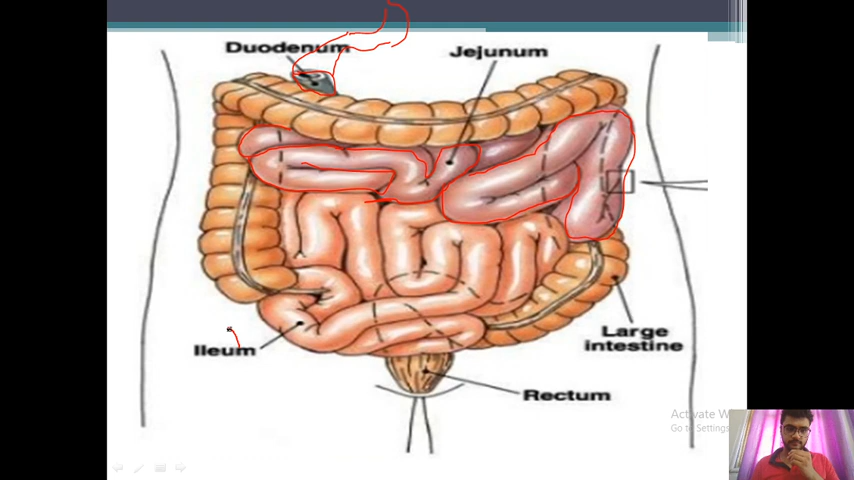 Duodenum
Jejunum
Ileum
Large
intestine
Rectum
Activate W
Go to Settings